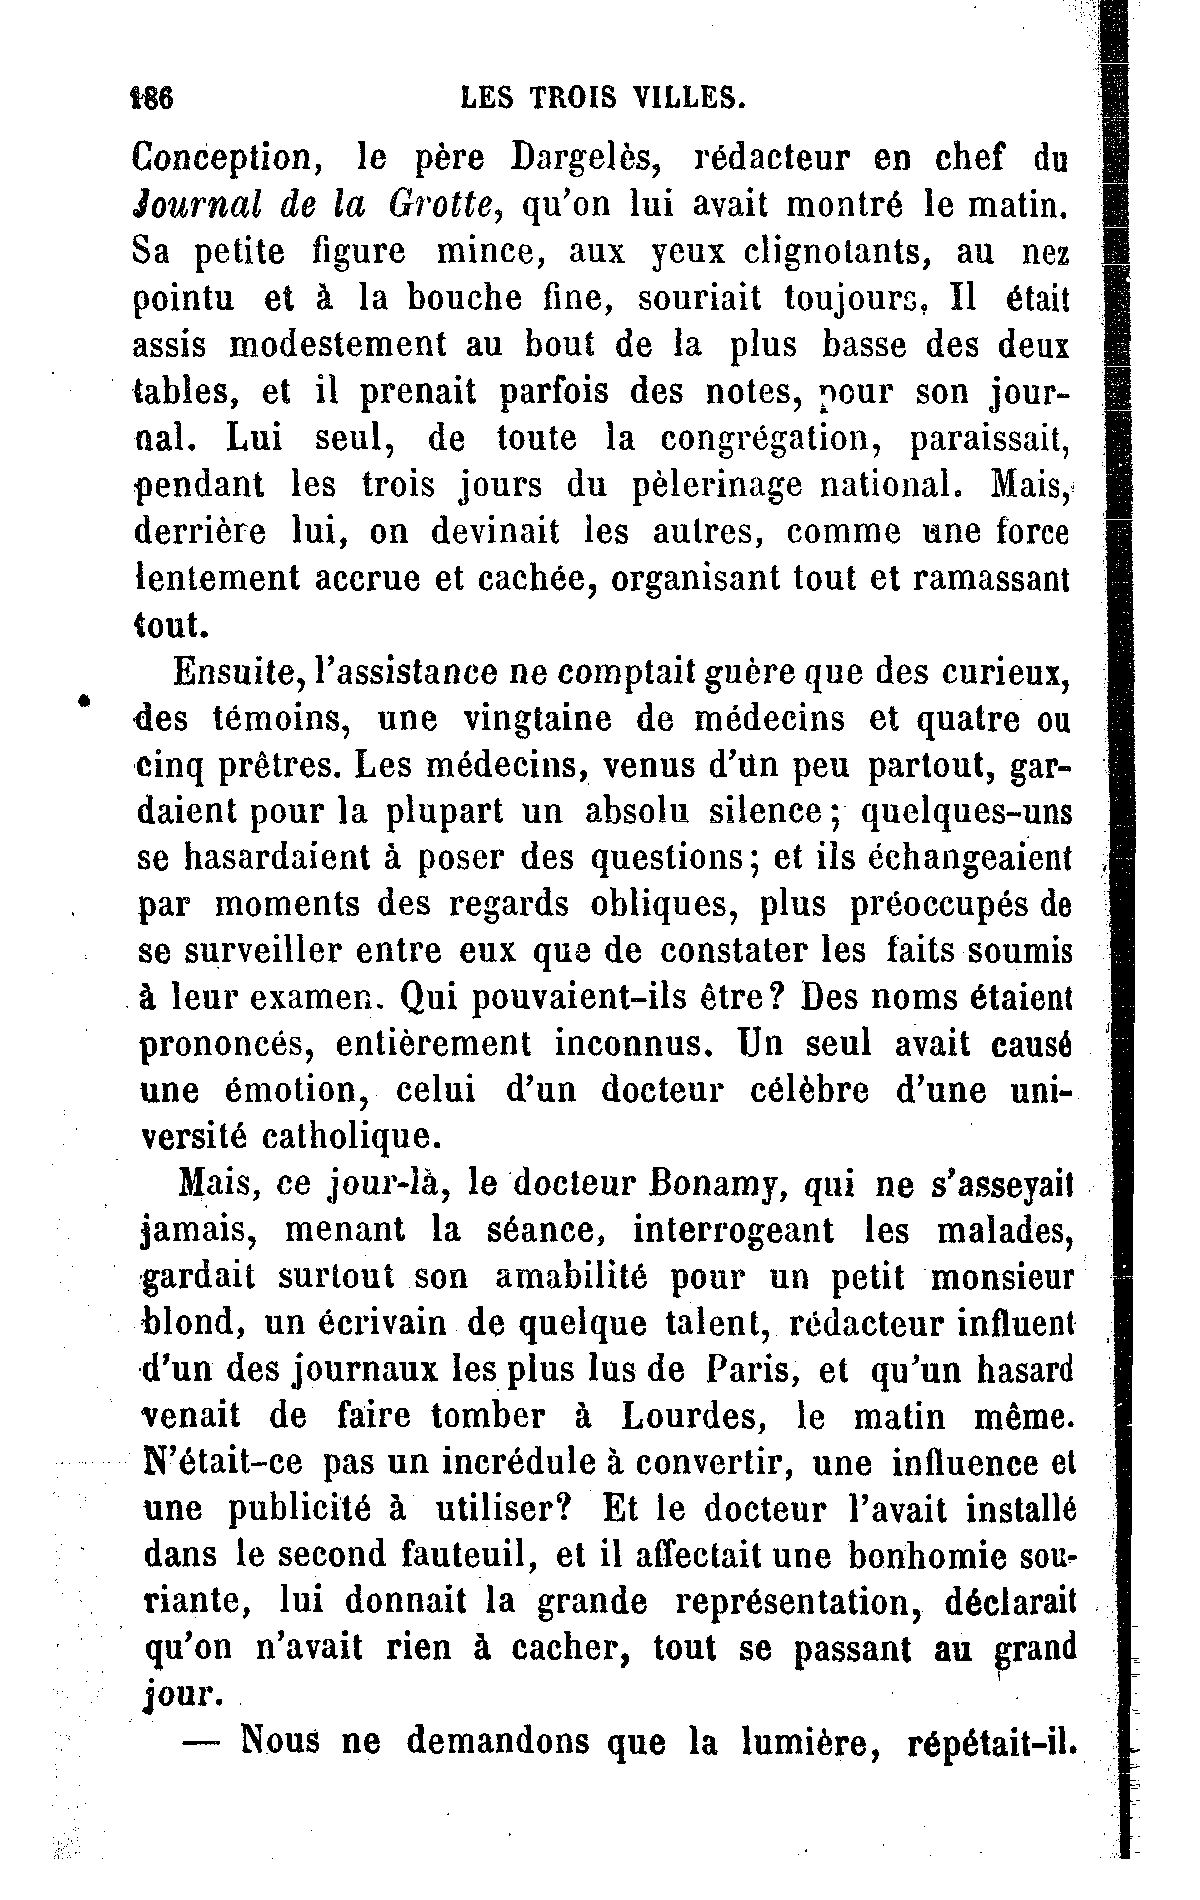 186 LES TROIS VILLES.
Conception, le père Dargelès, rédacteur en chef du
Journal de la Grotte, qu'on lui avait montré le matin.
Sa petite figure mince, aux yeux clignotants, au nez
pointu et à la bouche fine, souriait toujours. Il était
assis modestement au bout de la plus basse des deux
tables, et il prenait parfois des notes, pour son jour-
nal. Lui seul, de toute la congrégation, paraissait,
pendant les trois jours du pèlerinage national. Mais,
derrière lui, on devinait les autres, comme une force
lentement accrue et cachée, organisant tout et ramassant
tout.
Ensuite, l'assistance ne comptait guère que des curieux,
des témoins, une vingtaine de médecins et quatre ou
cinq prêtres. Les médecins, venus d'un peu partout, gar-
daient pour la plupart un absolu silence ; quelques-uns
se hasardaient à poser des questions ; et ils échangeaient
par moments des regards obliques, plus préoccupés de
se surveiller entre eux que de constater les faits soumis
à leur examen. Qui pouvaient-ils être ? Des noms étaient
prononcés, entièrement inconnus. Un seul avait causé
une émotion, celui d'un docteur célèbre d'une uni-
versité catholique.
Mais, ce jour-là, le docteur Bonamy, qui ne s'asseyait
jamais, menant la séance, interrogeant les malades,
gardait surtout son amabilité pour un petit monsieur
blond, un écrivain de quelque talent, rédacteur influent
d'un des journaux les plus lus de Paris, et qu'un hasard
venait de faire tomber à Lourdes, le matin même.
N'était-ce pas un incrédule à convertir, une influence et
une publicité à utiliser ? Et le docteur l'avait installé
dans le second fauteuil, et il affectait une bonhomie sou-
riante, lui donnait la grande représentation, déclarait
qu'on n'avait rien à cacher, tout se passant au grand
jour.
— Nous ne demandons que la lumière, répétait-il.